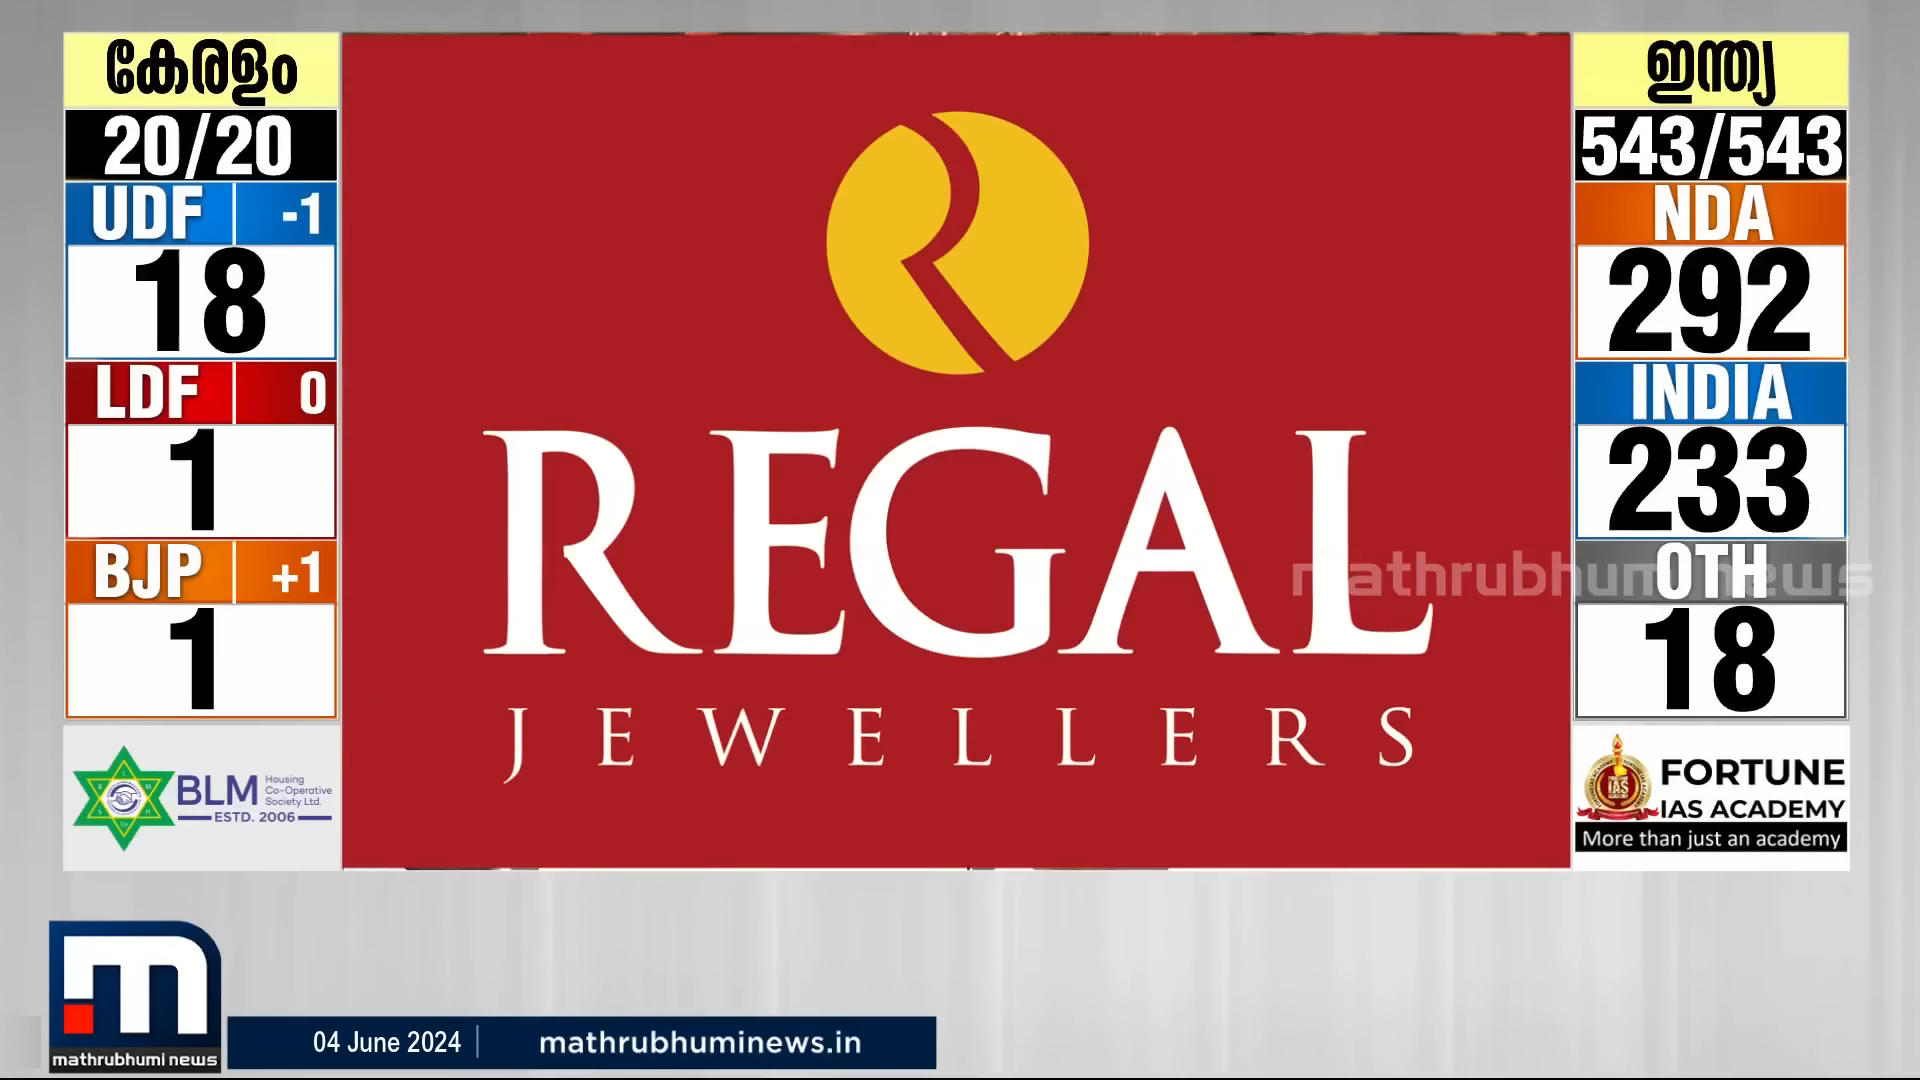 കേരളം
20/20
UDF -1
18
LDF 0
1
BJP +1
1
BLM Housing Co-Operative Society Ltd.
ESTD. 2006
REGAL
JEWELLERS
mathrubhumi news
ഇന്ത്യ
543/543
NDA
292
INDIA
233
OTH
18
FORTUNE
IAS ACADEMY
More than just an academy
mathrubhumi news
04 June 2024
mathrubhuminews.in